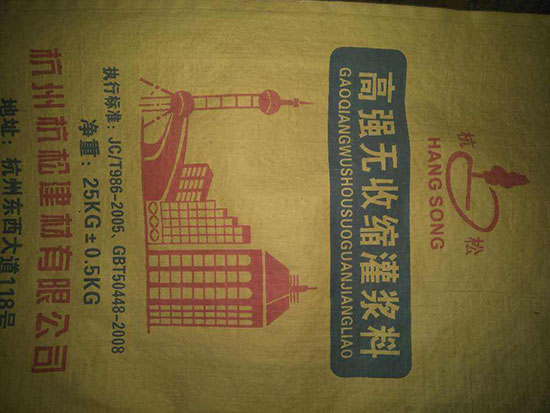 杭 松
HANG SONG
高强无收缩灌浆料
GAOQIANGWUSHOUSUOGUANJIANGLIAO
执行标准：JC/T986-2005、GBT50448-2008
净重：25KG±0.5KG
杭州杭松建材有限公司
地址：杭州东西大道118号